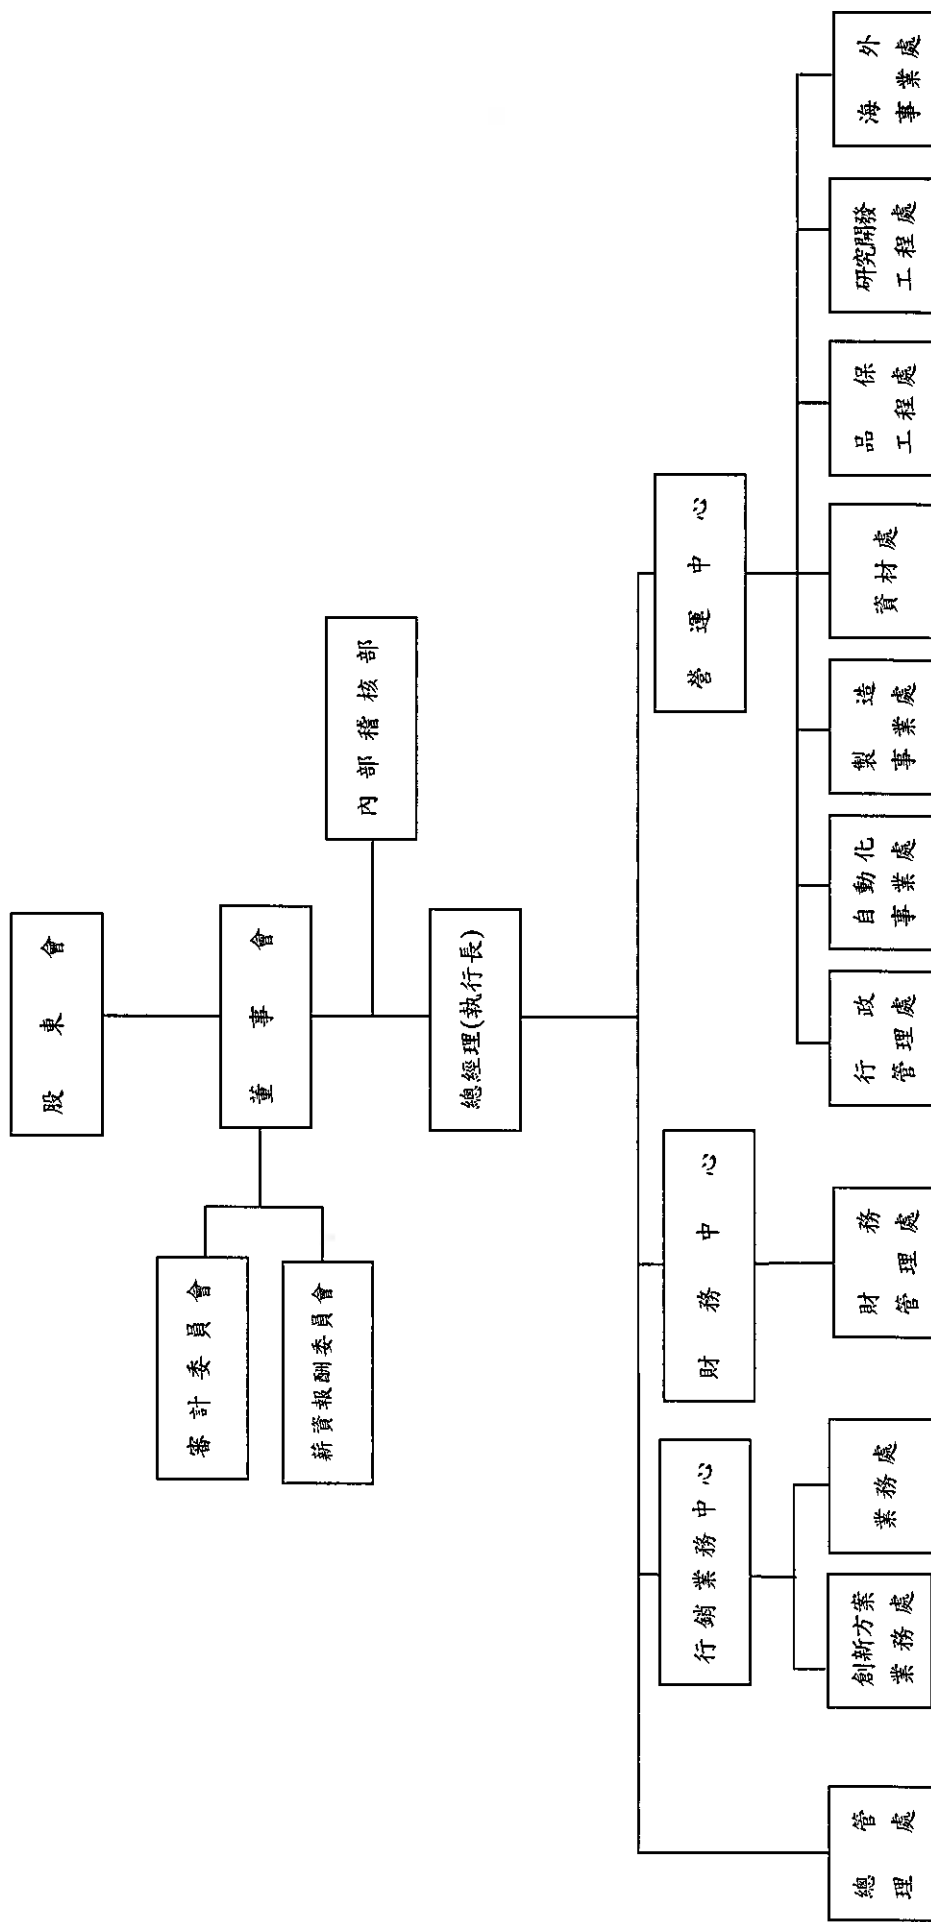 股東會
董事會
審計委員會
薪資報酬委員會
內部稽核部
總經理(執行長)
行銷業務中心
財務中心
營運中心
總管
理處
創新方案
業務處
業務處
財務
管理處
行政
管理處
自動化
事業處
製造
事業處
資材處
品保
工程處
研究開發
工程處
海外
事業處